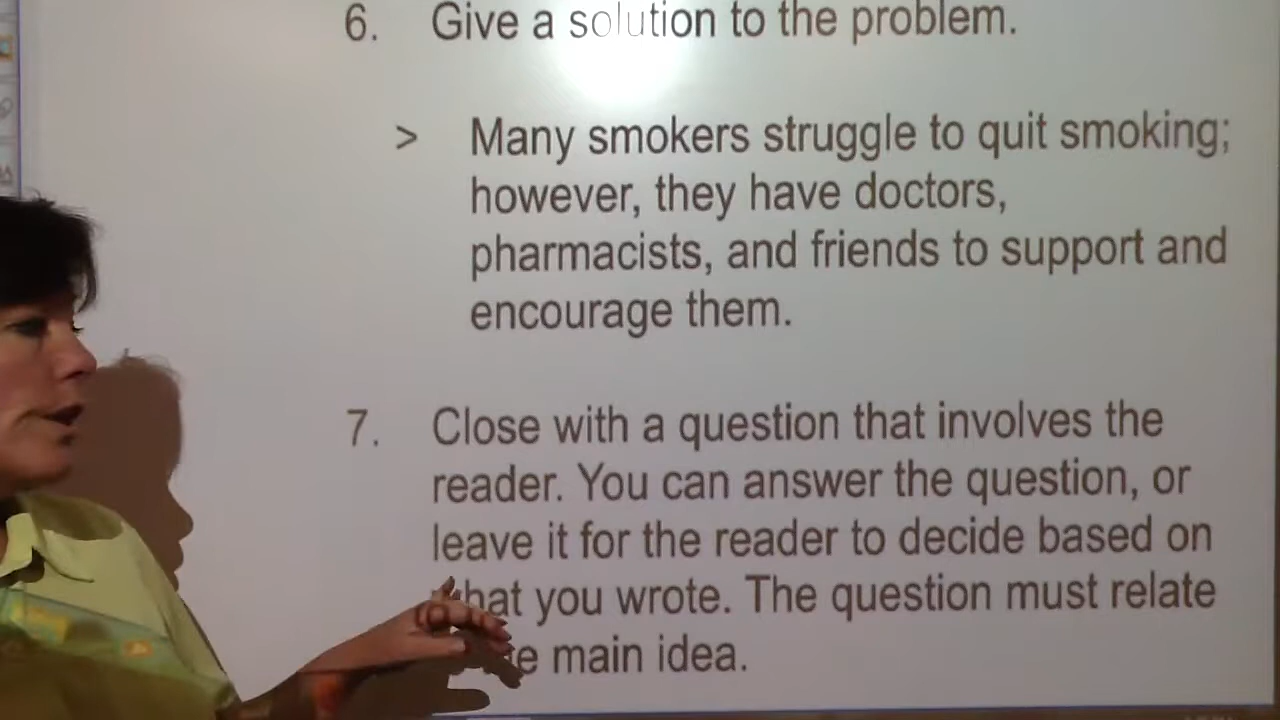 6. Give a solution to the problem.
> Many smokers struggle to quit smoking;
however, they have doctors,
pharmacists, and friends to support and
encourage them.
7. Close with a question that involves the
reader. You can answer the question, or
leave it for the reader to decide based on
you wrote. The question must relate
main idea.